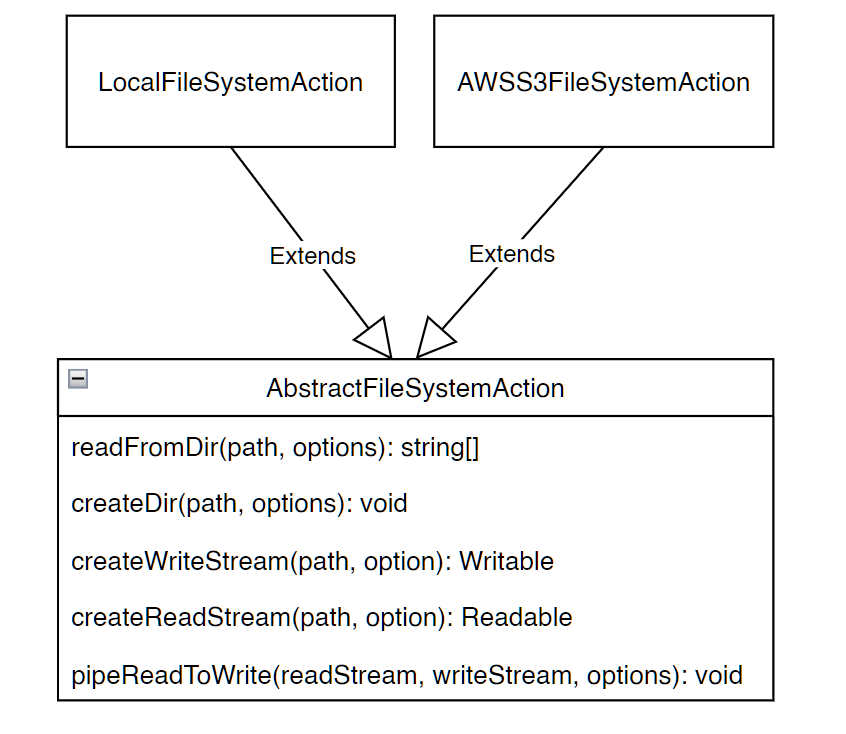 LocalFileSystemAction
AWSS3FileSystemAction
Extends
Extends
AbstractFileSystemAction
readFromDir(path, options): string[]
createDir(path, options): void
createWriteStream(path, option): Writable
createReadStream(path, option): Readable
pipeReadToWrite(readStream, writeStream, options): void